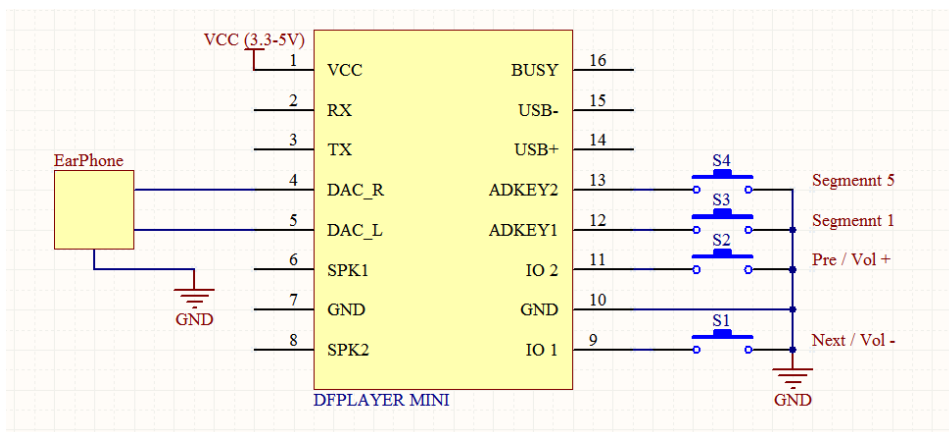 VCC (3.3-5V)
1 VCC BUSY 16
2 RX USB- 15
3 TX USB+ 14
EarPhone
4 DAC_R ADKEY2 13 S4 Segmennt 5
5 DAC_L ADKEY1 12 S3 Segmennt 1
6 SPK1 IO 2 11 S2 Pre / Vol +
7 GND GND 10
GND
8 SPK2 IO 1 9 S1 Next / Vol -
DFPLAYER MINI
GND